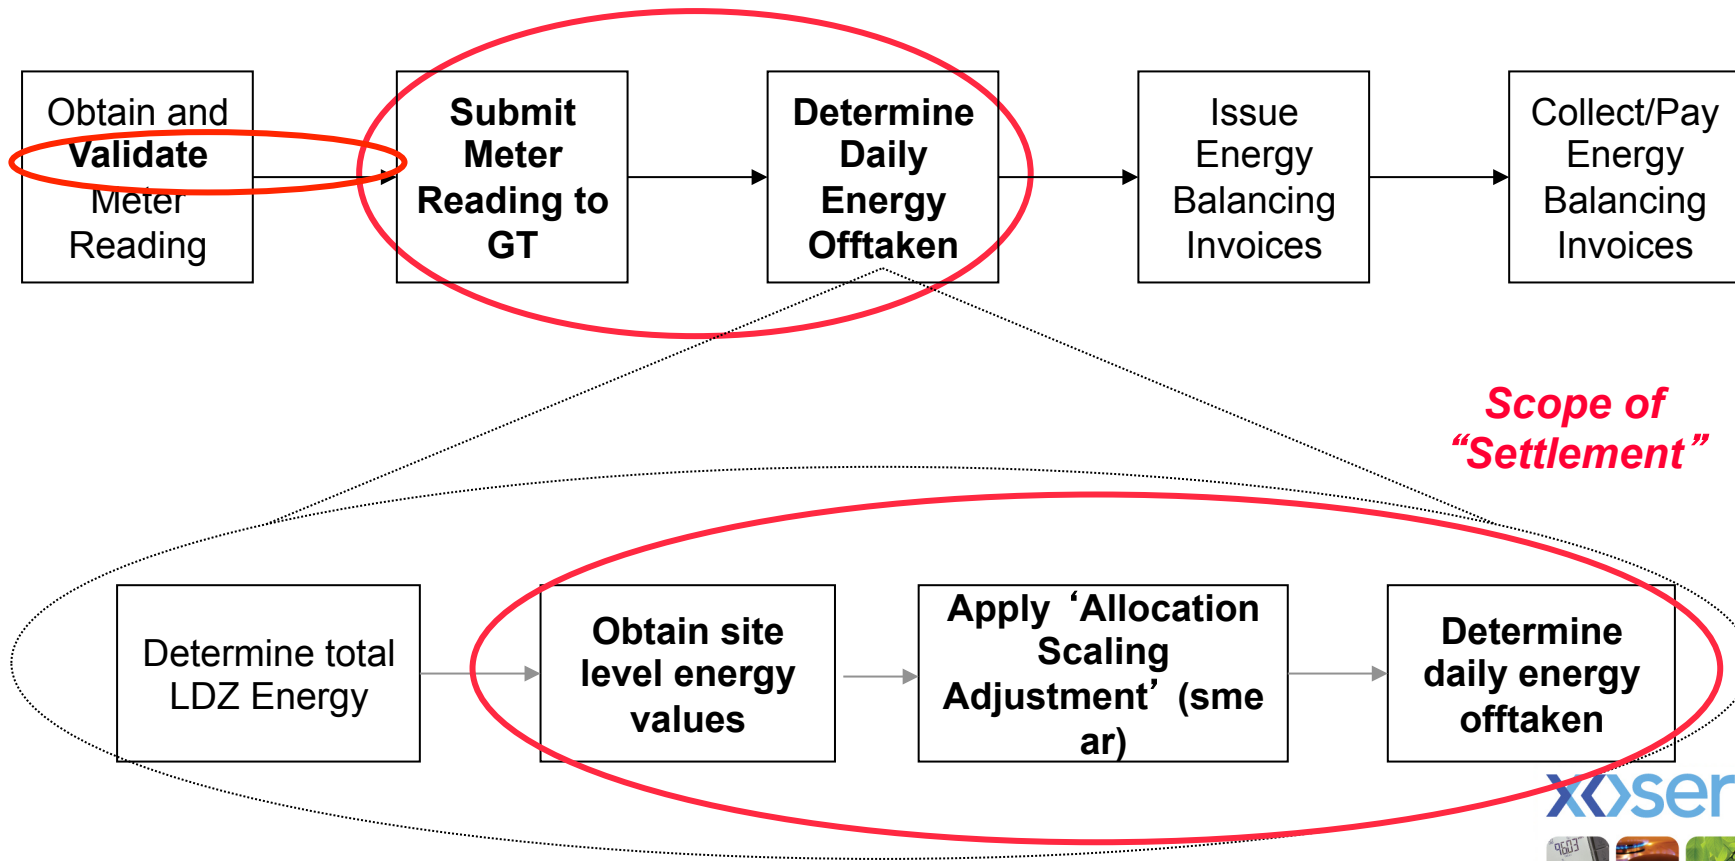 Obtain and
Validate
Meter
Reading
Submit
Meter
Reading to
GT
Determine
Daily
Energy
Offtaken
Issue
Energy
Balancing
Invoices
Collect/Pay
Energy
Balancing
Invoices
Scope of
“Settlement”
Determine total
LDZ Energy
Obtain site
level energy
values
Apply ‘Allocation
Scaling
Adjustment’ (sme
ar)
Determine
daily energy
offtaken
xoser